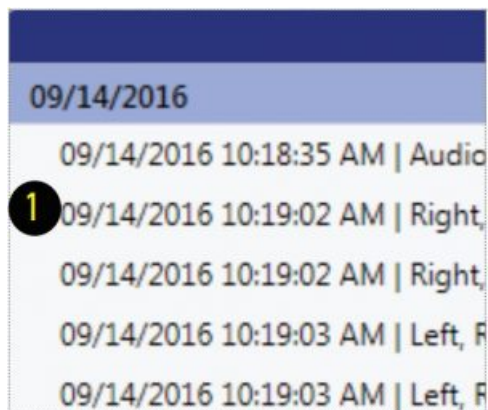 09/14/2016
09/14/2016 10:18:35 AM | Audio
1 09/14/2016 10:19:02 AM | Right,
09/14/2016 10:19:02 AM | Right,
09/14/2016 10:19:03 AM | Left,
09/14/2016 10:19:03 AM | Left,